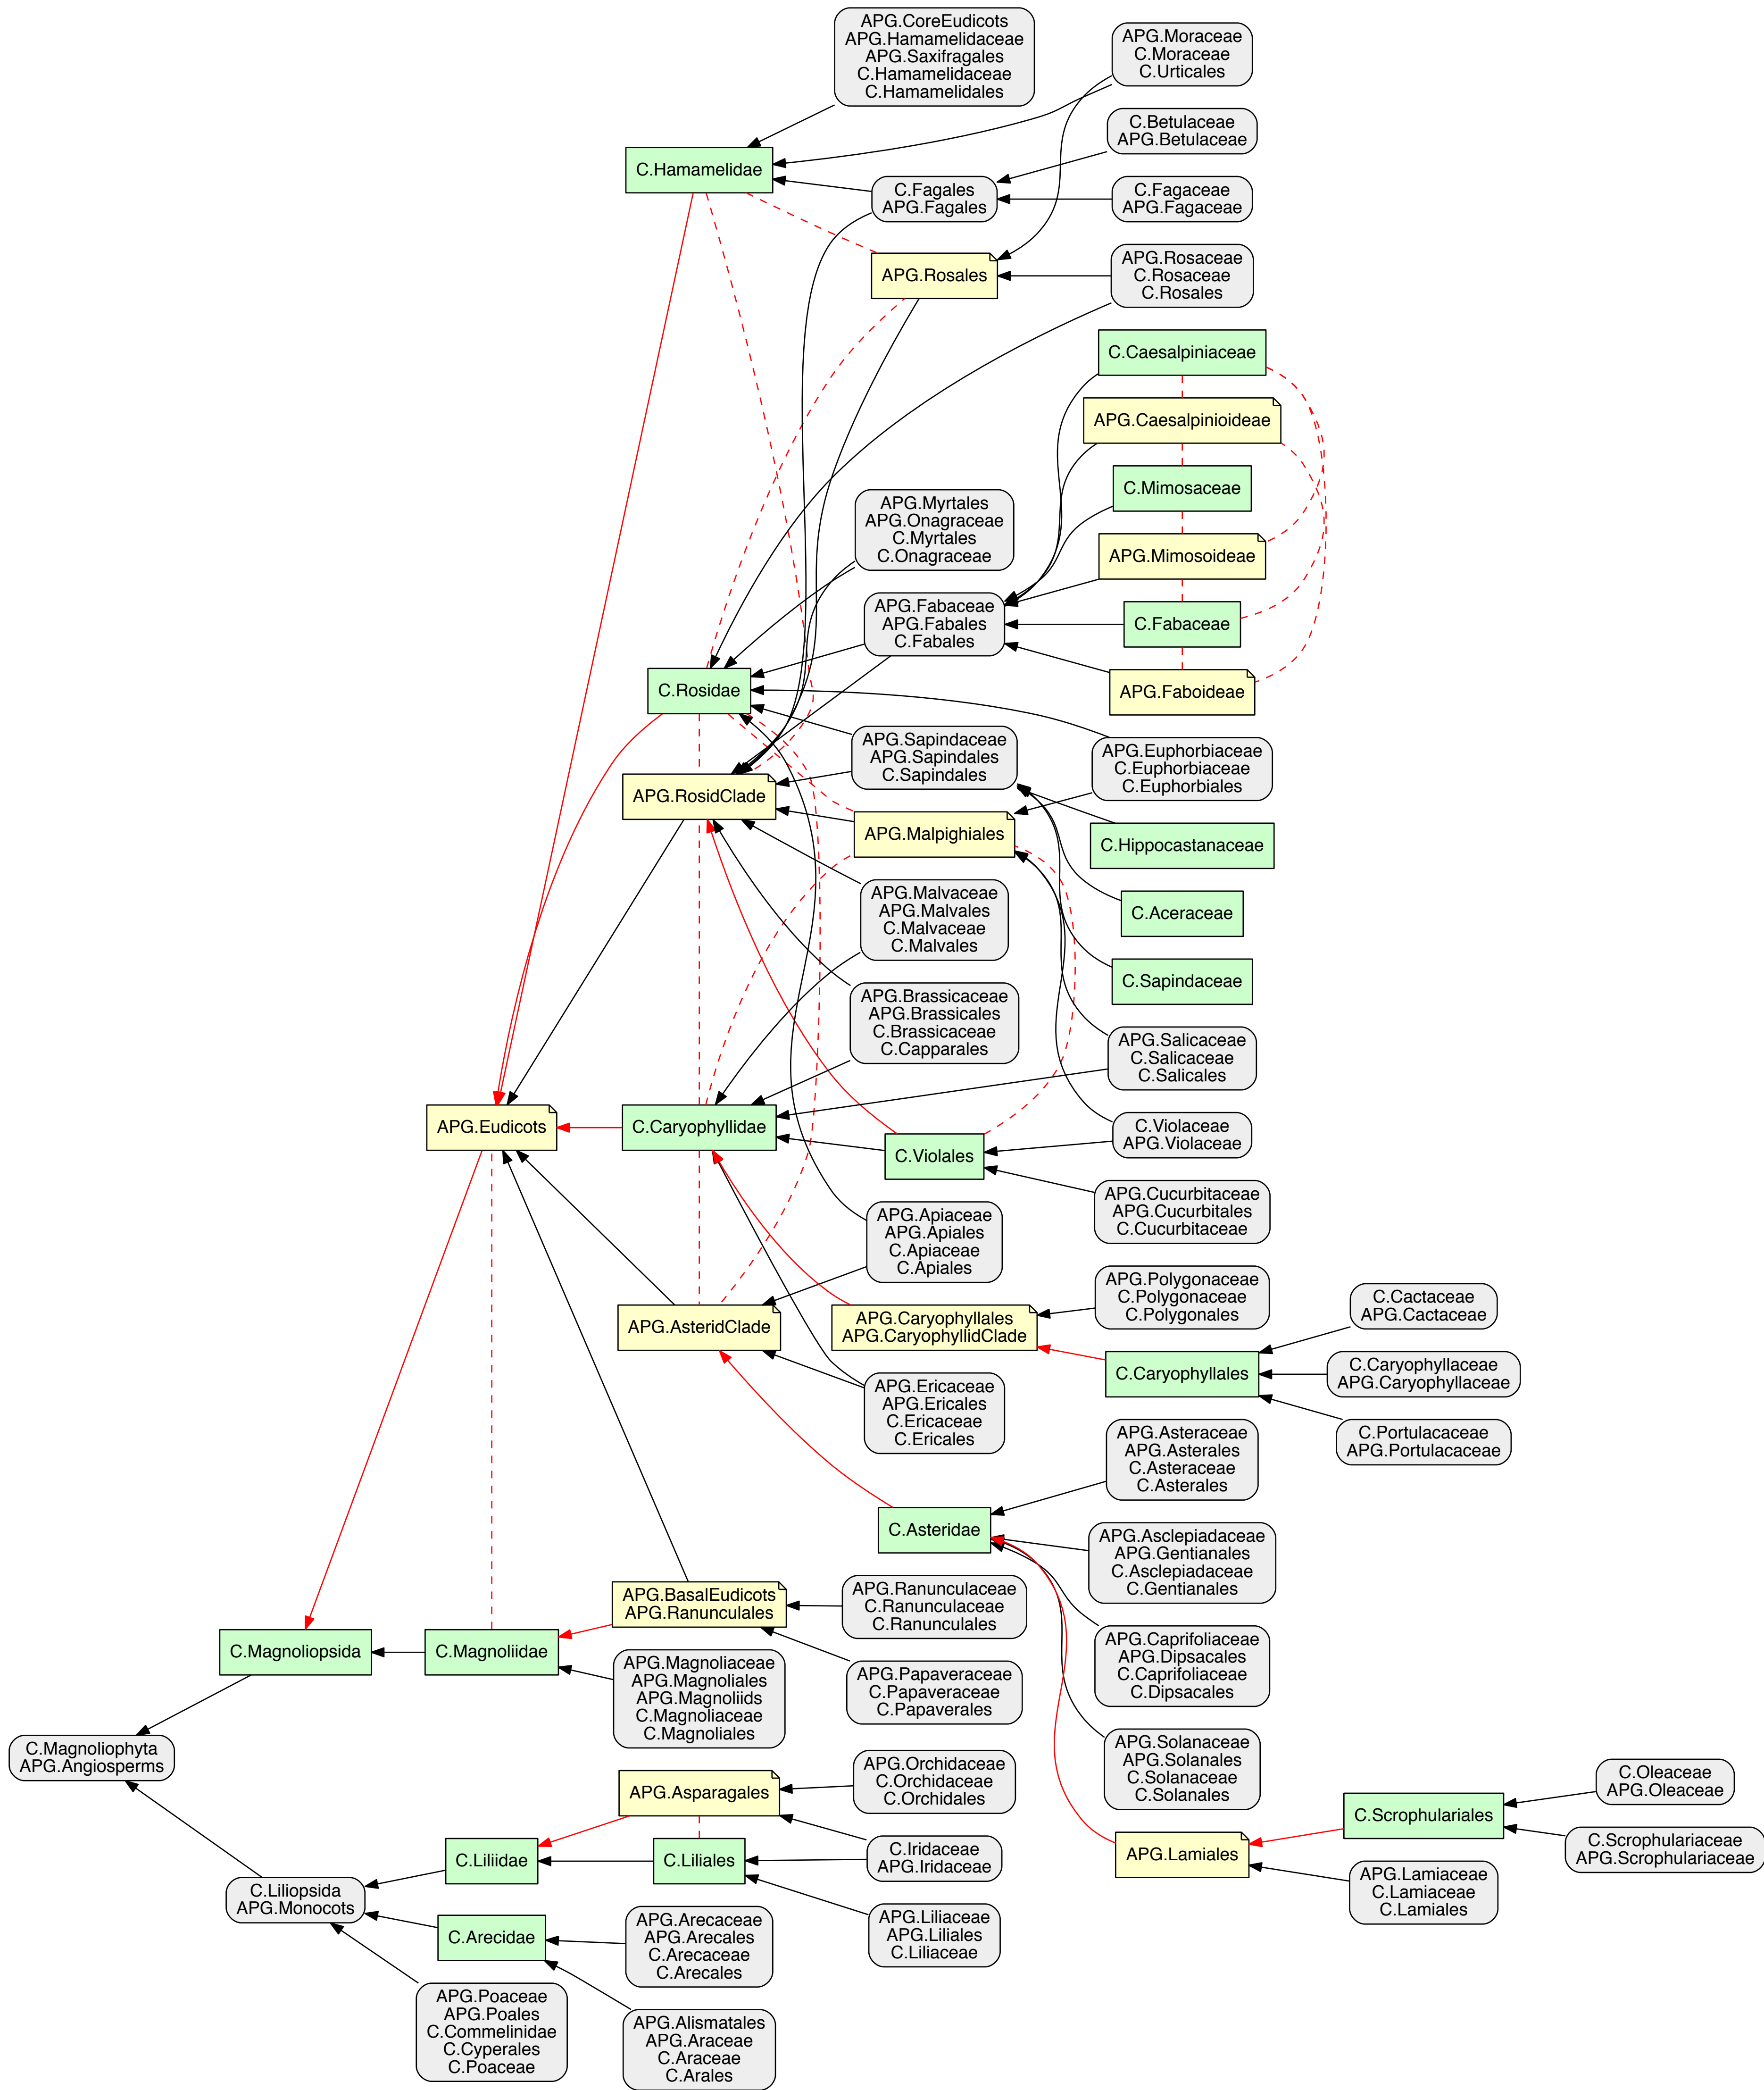 APG.CoreEudicots
APG.Hamamelidaceae
APG.Saxifragales
C.Hamamelidaceae
C.Hamamelidales
APG.Moraceae
C.Moraceae
C.Urticales
C.Betulaceae
APG.Betulaceae
C.Hamamelidae
C.Fagales
APG.Fagales
C.Fagaceae
APG.Fagaceae
APG.Rosales
APG.Rosaceae
C.Rosaceae
C.Rosales
C.Caesalpiniaceae
APG.Caesalpinioideae
C.Mimosaceae
APG.Myrtales
APG.Onagraceae
C.Myrtales
C.Onagraceae
APG.Mimosoideae
APG.Fabaceae
APG.Fabales
C.Fabales
C.Fabaceae
C.Rosidae
APG.Faboideae
APG.Sapindaceae
APG.Sapindales
C.Sapindales
APG.Euphorbiaceae
C.Euphorbiaceae
C.Euphorbiales
APG.RosidClade
APG.Malpighiales
C.Hippocastanaceae
APG.Malvaceae
APG.Malvales
C.Malvaceae
C.Malvales
C.Aceraceae
C.Sapindaceae
APG.Brassicaceae
APG.Brassicales
C.Brassicaceae
C.Capparales
APG.Salicaceae
C.Salicaceae
C.Salicales
APG.Eudicots
C.Caryophyllidae
C.Violales
C.Violaceae
APG.Violaceae
APG.Cucurbitaceae
APG.Cucurbitales
C.Cucurbitaceae
APG.Apiaceae
APG.Apiales
C.Apiaceae
C.Apiales
APG.Polygonaceae
C.Polygonaceae
C.Polygonales
C.Cactaceae
APG.Cactaceae
APG.AsteridClade
APG.Caryophyllales
APG.CaryophyllidClade
C.Caryophyllales
C.Caryophyllaceae
APG.Caryophyllaceae
APG.Ericaceae
APG.Ericales
C.Ericaceae
C.Ericales
C.Portulacaceae
APG.Portulacaceae
APG.Asteraceae
APG.Asterales
C.Asteraceae
C.Asterales
C.Asteridae
APG.Asclepiadaceae
APG.Gentianales
C.Asclepiadaceae
C.Gentianales
APG.BasalEudicots
APG.Ranunculales
APG.Ranunculaceae
C.Ranunculaceae
C.Ranunculales
C.Magnoliopsida
C.Magnoliidae
APG.Caprifoliaceae
APG.Dipsacales
C.Caprifoliaceae
C.Dipsacales
APG.Magnoliaceae
APG.Magnoliales
APG.Magnoliids
C.Magnoliaceae
C.Magnoliales
APG.Papaveraceae
C.Papaveraceae
C.Papaverales
C.Magnoliophyta
APG.Angiosperms
APG.Solanaceae
APG.Solanales
C.Solanaceae
C.Solanales
APG.Asparagales
APG.Orchidaceae
C.Orchidaceae
C.Orchidales
C.Oleaceae
APG.Oleaceae
C.Scrophulariales
C.Scrophulariaceae
APG.Scrophulariaceae
APG.Lamiales
C.Liliidae
C.Liliales
C.Iridaceae
APG.Iridaceae
APG.Lamiaceae
C.Lamiaceae
C.Lamiales
C.Liliopsida
APG.Monocots
C.Arecidae
APG.Arecaceae
APG.Arecales
C.Arecaceae
C.Arecales
APG.Liliaceae
APG.Liliales
C.Liliaceae
APG.Poaceae
APG.Poales
C.Commelinidae
C.Cyperales
C.Poaceae
APG.Alismatales
APG.Araceae
C.Araceae
C.Arales